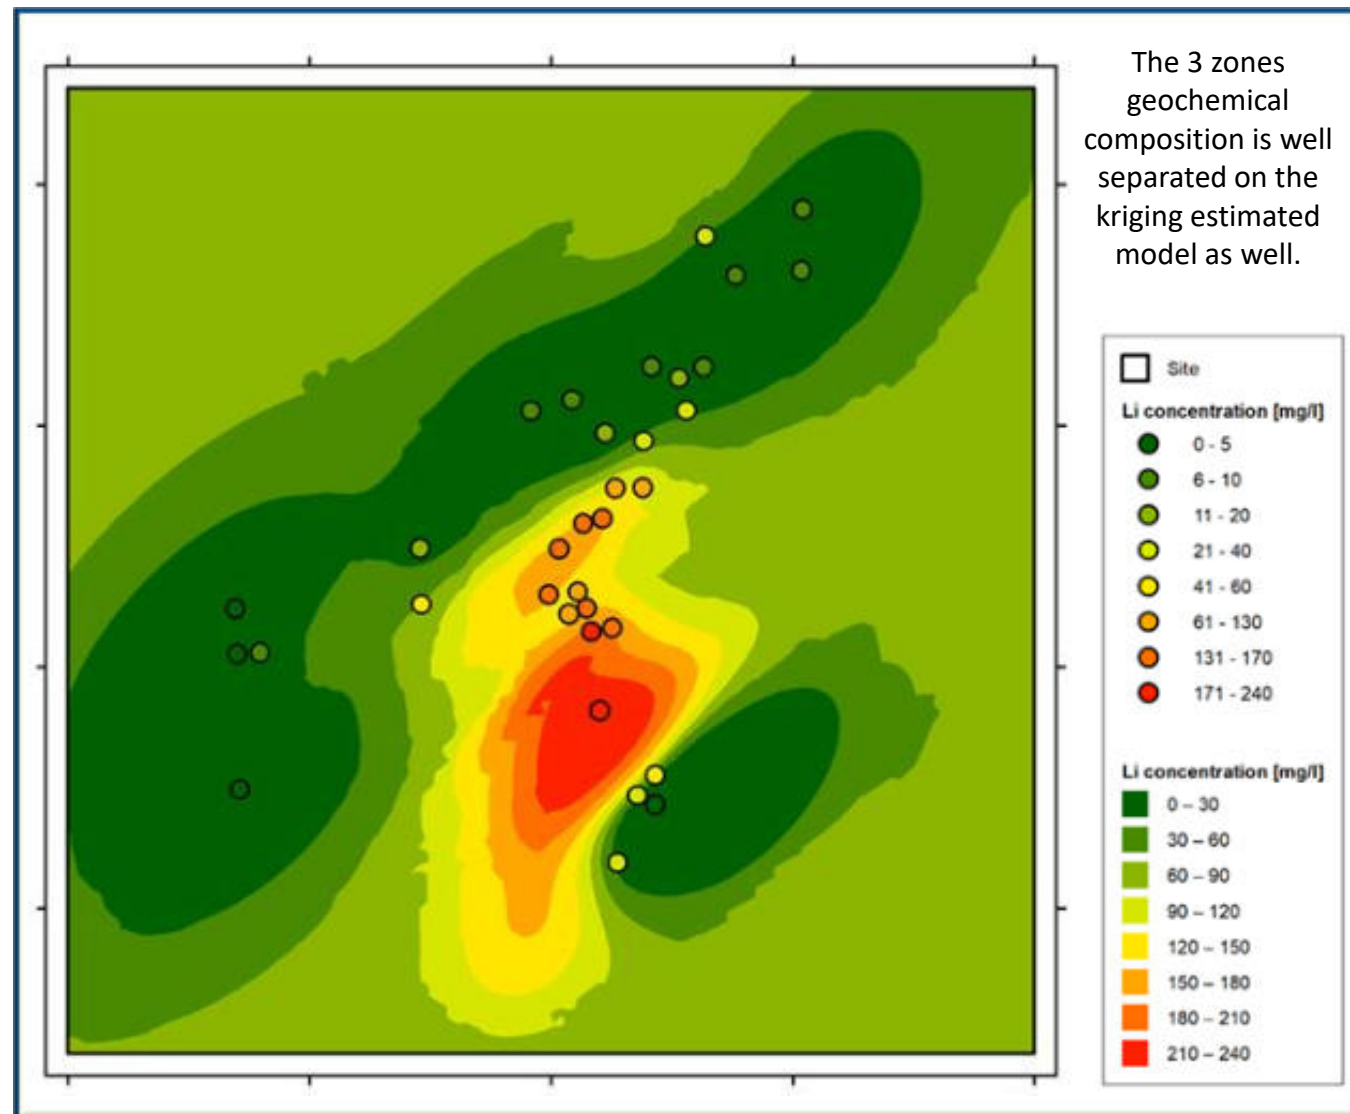 The 3 zones
geochemical
composition is well
separated on the
kriging estimated
model as well.
Site
Li concentration [mg/l]
0 - 5
6 - 10
11 - 20
21 - 40
41 - 60
61 - 130
131 - 170
171 - 240
Li concentration [mg/l]
0 – 30
30 – 60
60 – 90
90 – 120
120 – 150
150 – 180
180 – 210
210 – 240